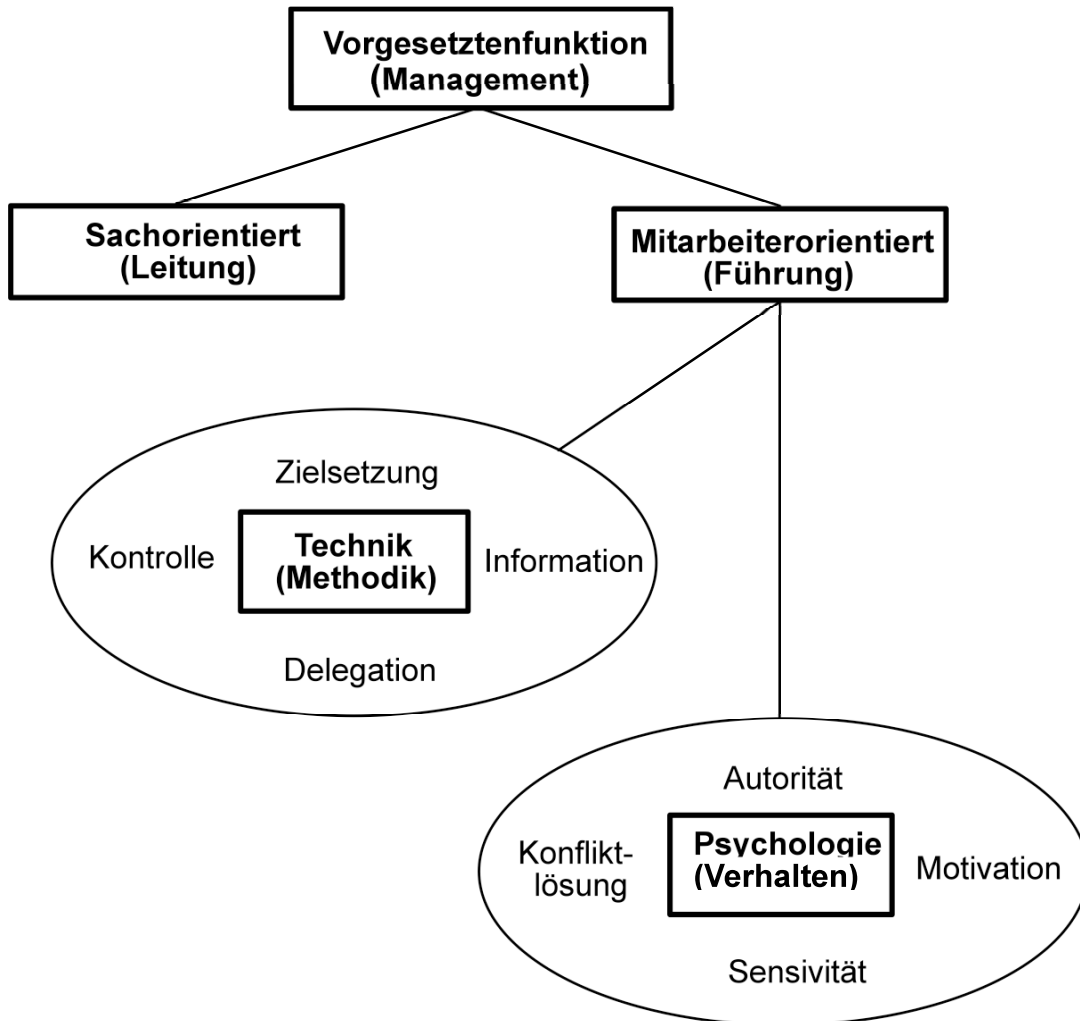 Vorgesetztenfunktion
(Management)
Sachorientiert
(Leitung)
Mitarbeiterorientiert
(Führung)
Zielsetzung
Kontrolle
Technik
(Methodik)
Information
Delegation
Autorität
Konflikt-
lösung
Psychologie
(Verhalten)
Motivation
Sensivität